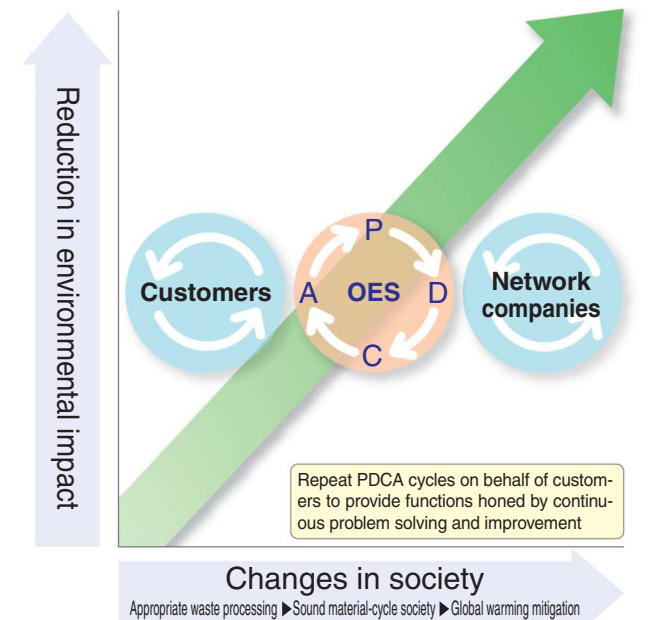 Reduction in environmental impact
P
Customers
A
OES
D
Network
companies
C
Repeat PDCA cycles on behalf of custom-
ers to provide functions honed by continu-
ous problem solving and improvement
Changes in society
Appropriate waste processing ▶Sound material-cycle society ▶Global warming mitigation